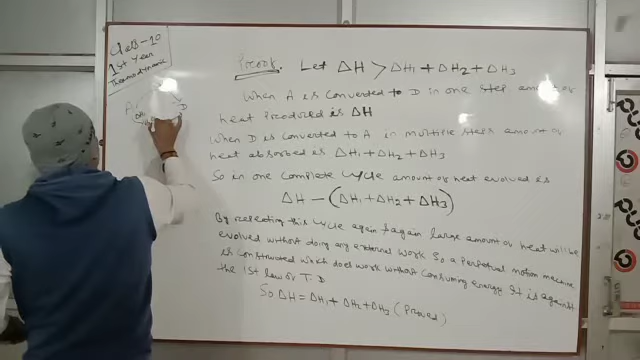 Class-10
1st Year
Thermodynamic
A
D
Proof. Let ΔH > ΔH1 + ΔH2 + ΔH3
When A is converted to D in one step amount of
heat produced is ΔH
When D is converted to A in multiple steps amount of
heat absorbed is ΔH1 + ΔH2 + ΔH3
So in one complete cycle amount of heat evolved is
ΔH - (ΔH1 + ΔH2 + ΔH3)
By repeating this cycle again & again large amount of heat will be
evolved without doing any external work so a perpetual motion machine
is constructed which does work without consuming energy. It is against
the 1st law of T.D
So ΔH = ΔH1 + ΔH2 + ΔH3 (Proved)